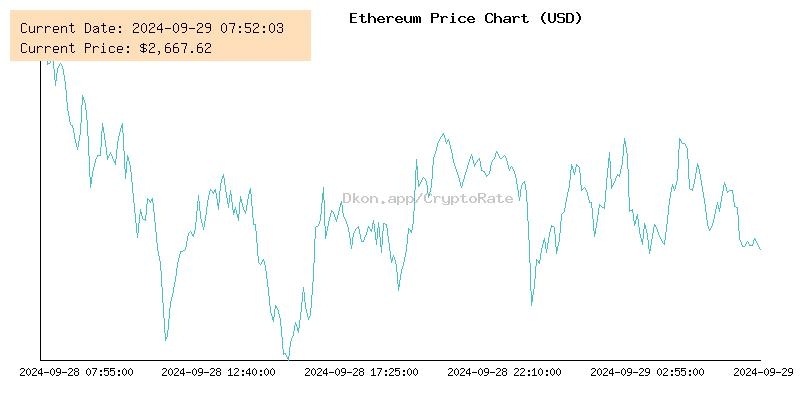 Ethereum Price Chart (USD)
Current Date: 2024-09-29 07:52:03
Current Price: $2,667.62
Dkon.app/CryptoRate
2024-09-28 07:55:00 2024-09-28 12:40:00 2024-09-28 17:25:00 2024-09-28 22:10:00 2024-09-29 02:55:00 2024-09-29